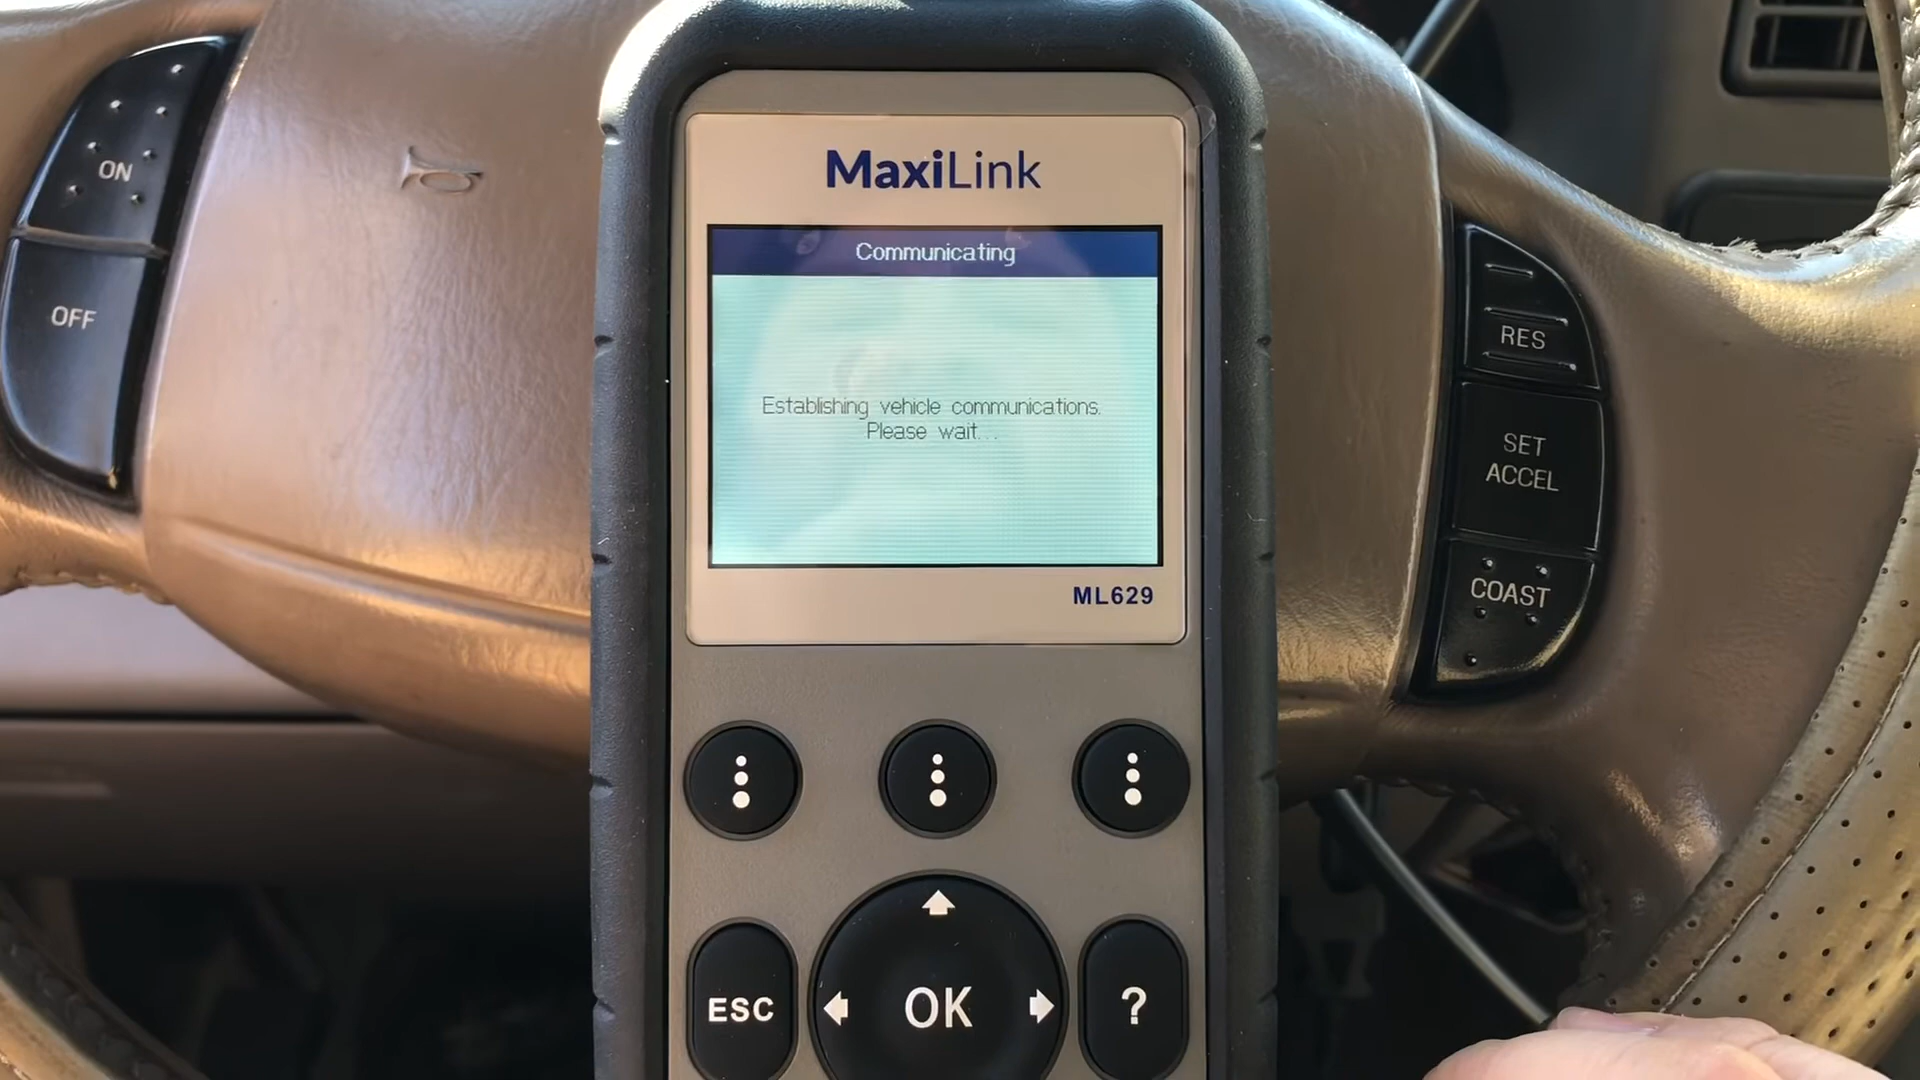 ON
OFF
MaxiLink
Communicating
Establishing vehicle communications.
Please wait...
ML629
RES
SET
ACCEL
COAST
ESC
OK
?